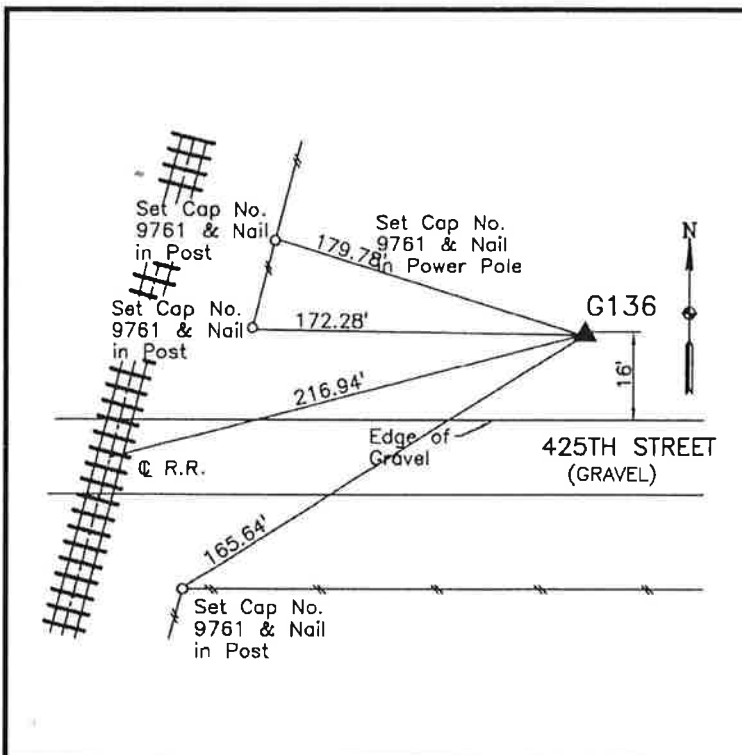 Set Cap No.
9761 & Nail
in Post
179.78'
Set Cap No.
9761 & Nail
in Power Pole
N
Set Cap No.
9761 & Nail
in Post
172.28'
G136
16'
216.94'
Edge of
Gravel
425TH STREET
(GRAVEL)
℄ R.R.
165.64'
Set Cap No.
9761 & Nail
in Post